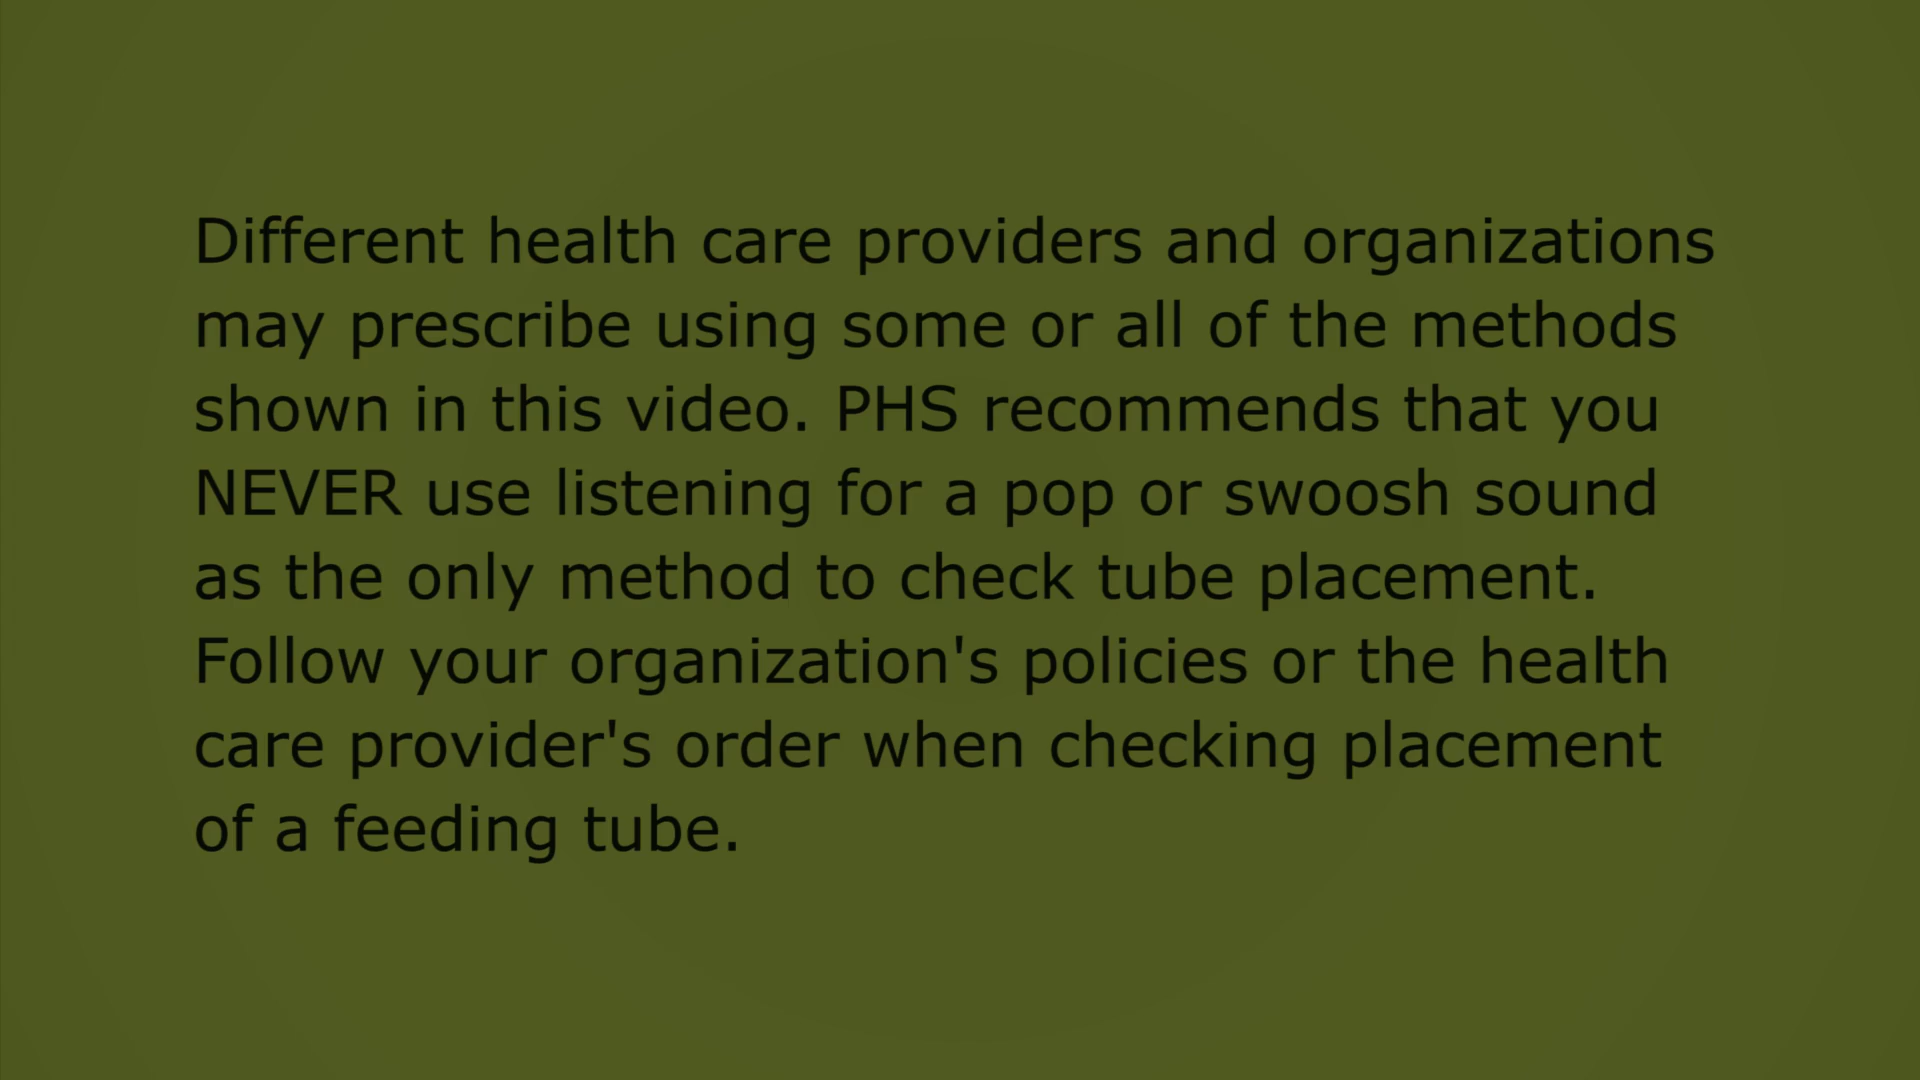 Different health care providers and organizations
may prescribe using some or all of the methods
shown in this video. PHS recommends that you
NEVER use listening for a pop or swoosh sound
as the only method to check tube placement.
Follow your organization's policies or the health
care provider's order when checking placement
of a feeding tube.